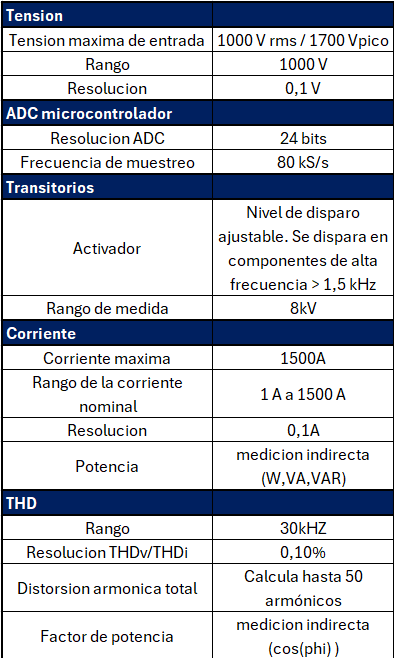 Tension
Tension maxima de entrada 1000 V rms / 1700 Vpico
Rango 1000 V
Resolucion 0,1 V
ADC microcontrolador
Resolucion ADC 24 bits
Frecuencia de muestreo 80 kS/s
Transitorios
Activador
Nivel de disparo
ajustable. Se dispara en
componentes de alta
frecuencia > 1,5 kHz
Rango de medida 8kV
Corriente
Corriente maxima 1500A
Rango de la corriente
nominal
1 A a 1500 A
Resolucion 0,1A
Potencia
medicion indirecta
(W,VA,VAR)
THD
Rango 30kHZ
Resolucion THDv/THDi 0,10%
Distorsion armonica total
Calcula hasta 50
armónicos
Factor de potencia
medicion indirecta
(cos(phi) )